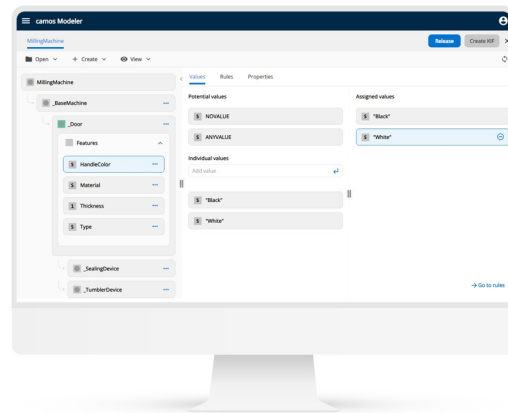 camos Modeler
MillingMachine
Release
Create KIF
Open
+ Create
View
MillingMachine
_BaseMachine
_Door
Features
S HandleColor
S Material
1 Thickness
S Type
_SealingDevice
_TumblerDevice
Values Rules Properties
Potential values
S NOVALUE
S ANYVALUE
Individual values
Add value
S "Black"
S "White"
Assigned values
S "Black"
S "White"
→ Go to rules